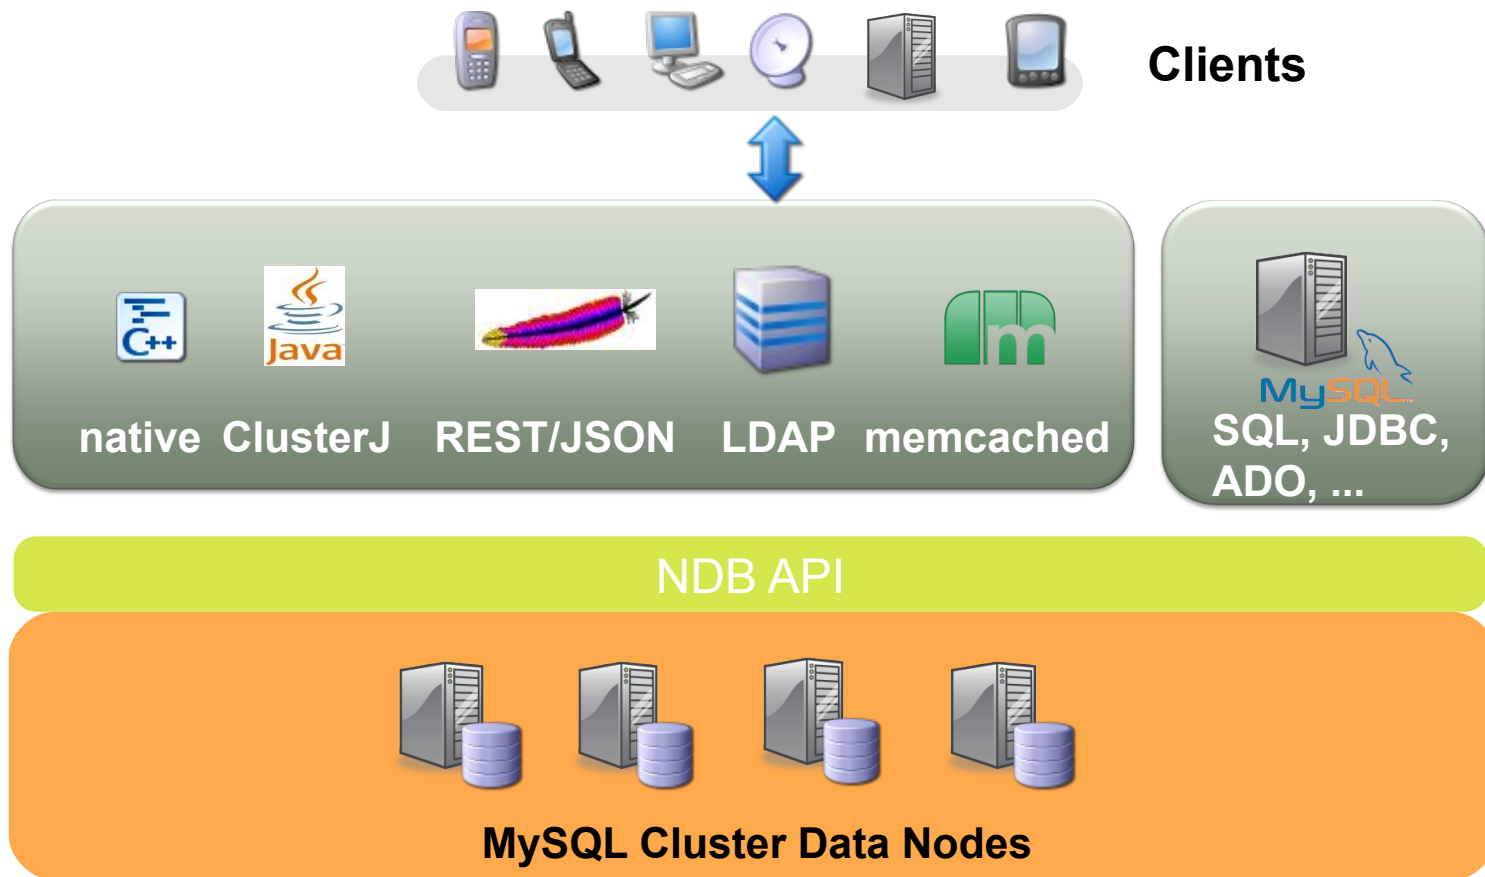 Clients
C++
Java
native ClusterJ REST/JSON LDAP memcached
m
MySQL
SQL, JDBC,
ADO, ...
NDB API
MySQL Cluster Data Nodes